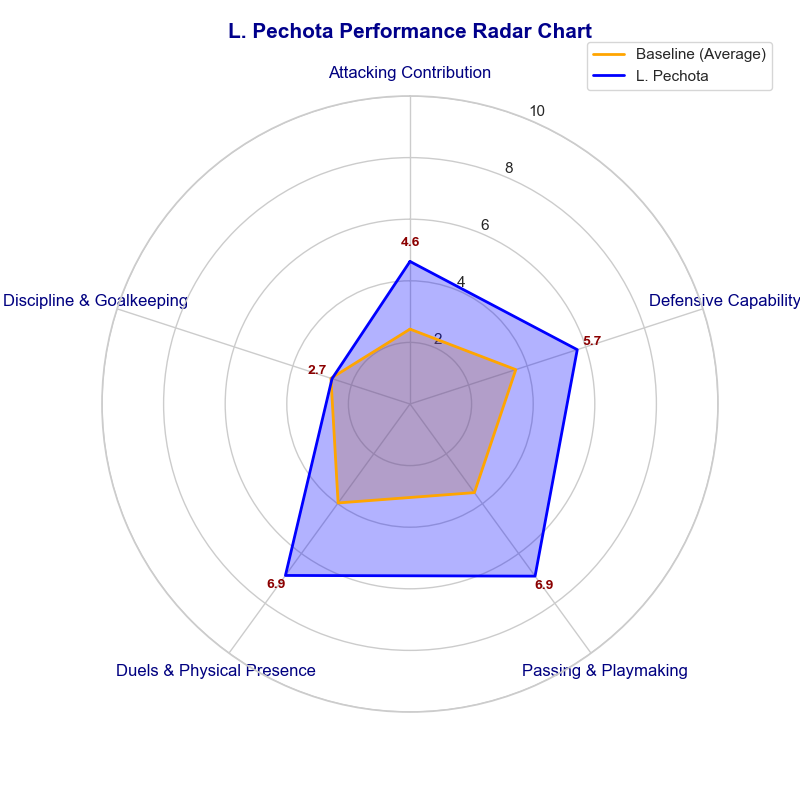 L. Pechota Performance Radar Chart
Baseline (Average)
L. Pechota
Attacking Contribution
10
8
6
4.6
4
Discipline & Goalkeeping
Defensive Capability
2
5.7
2.7
6.9
6.9
Duels & Physical Presence
Passing & Playmaking